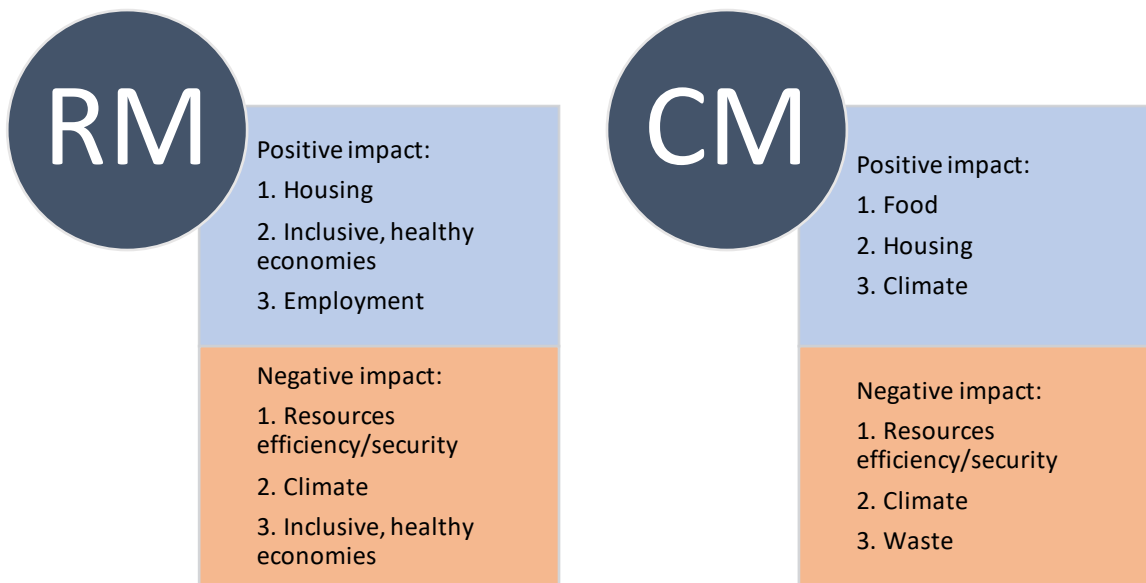 RM
Positive impact:
1. Housing
2. Inclusive, healthy
economies
3. Employment
Negative impact:
1. Resources
efficiency/security
2. Climate
3. Inclusive, healthy
economies
CM
Positive impact:
1. Food
2. Housing
3. Climate
Negative impact:
1. Resources
efficiency/security
2. Climate
3. Waste